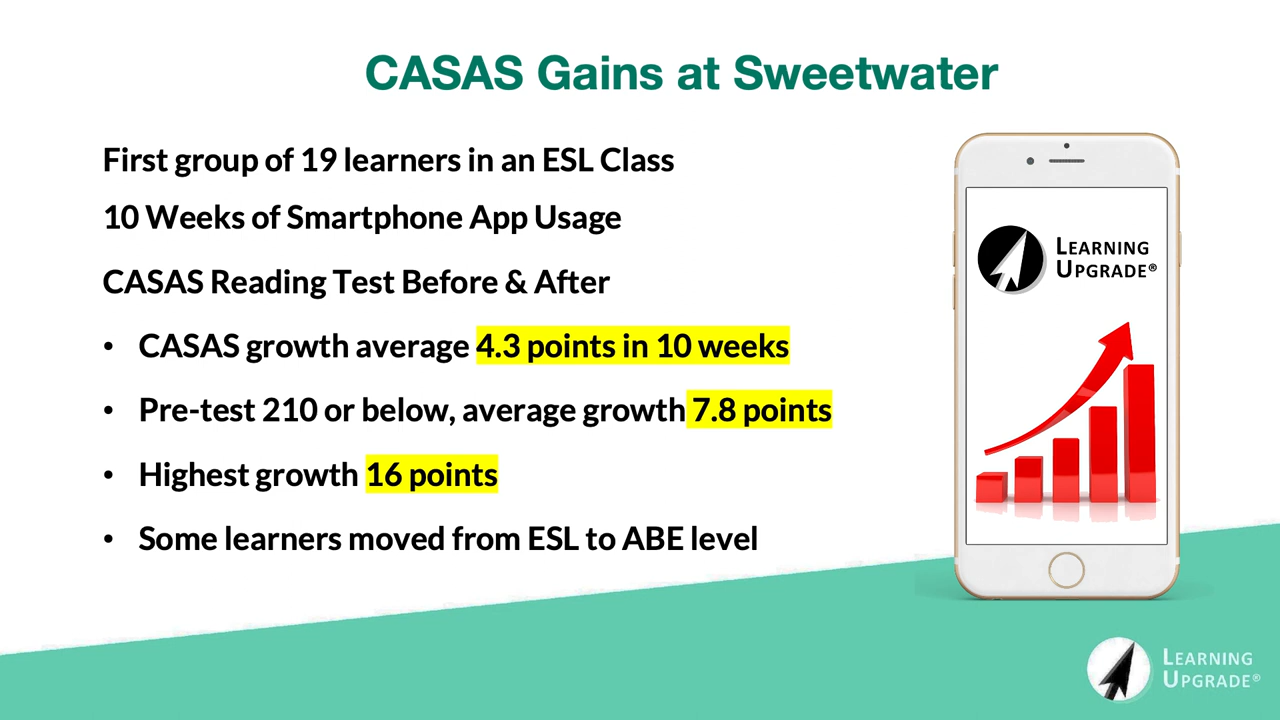 CASAS Gains at Sweetwater
First group of 19 learners in an ESL Class
10 Weeks of Smartphone App Usage
CASAS Reading Test Before & After
• CASAS growth average 4.3 points in 10 weeks
• Pre-test 210 or below, average growth 7.8 points
• Highest growth 16 points
• Some learners moved from ESL to ABE level
LEARNING
UPGRADE®
LEARNING
UPGRADE®